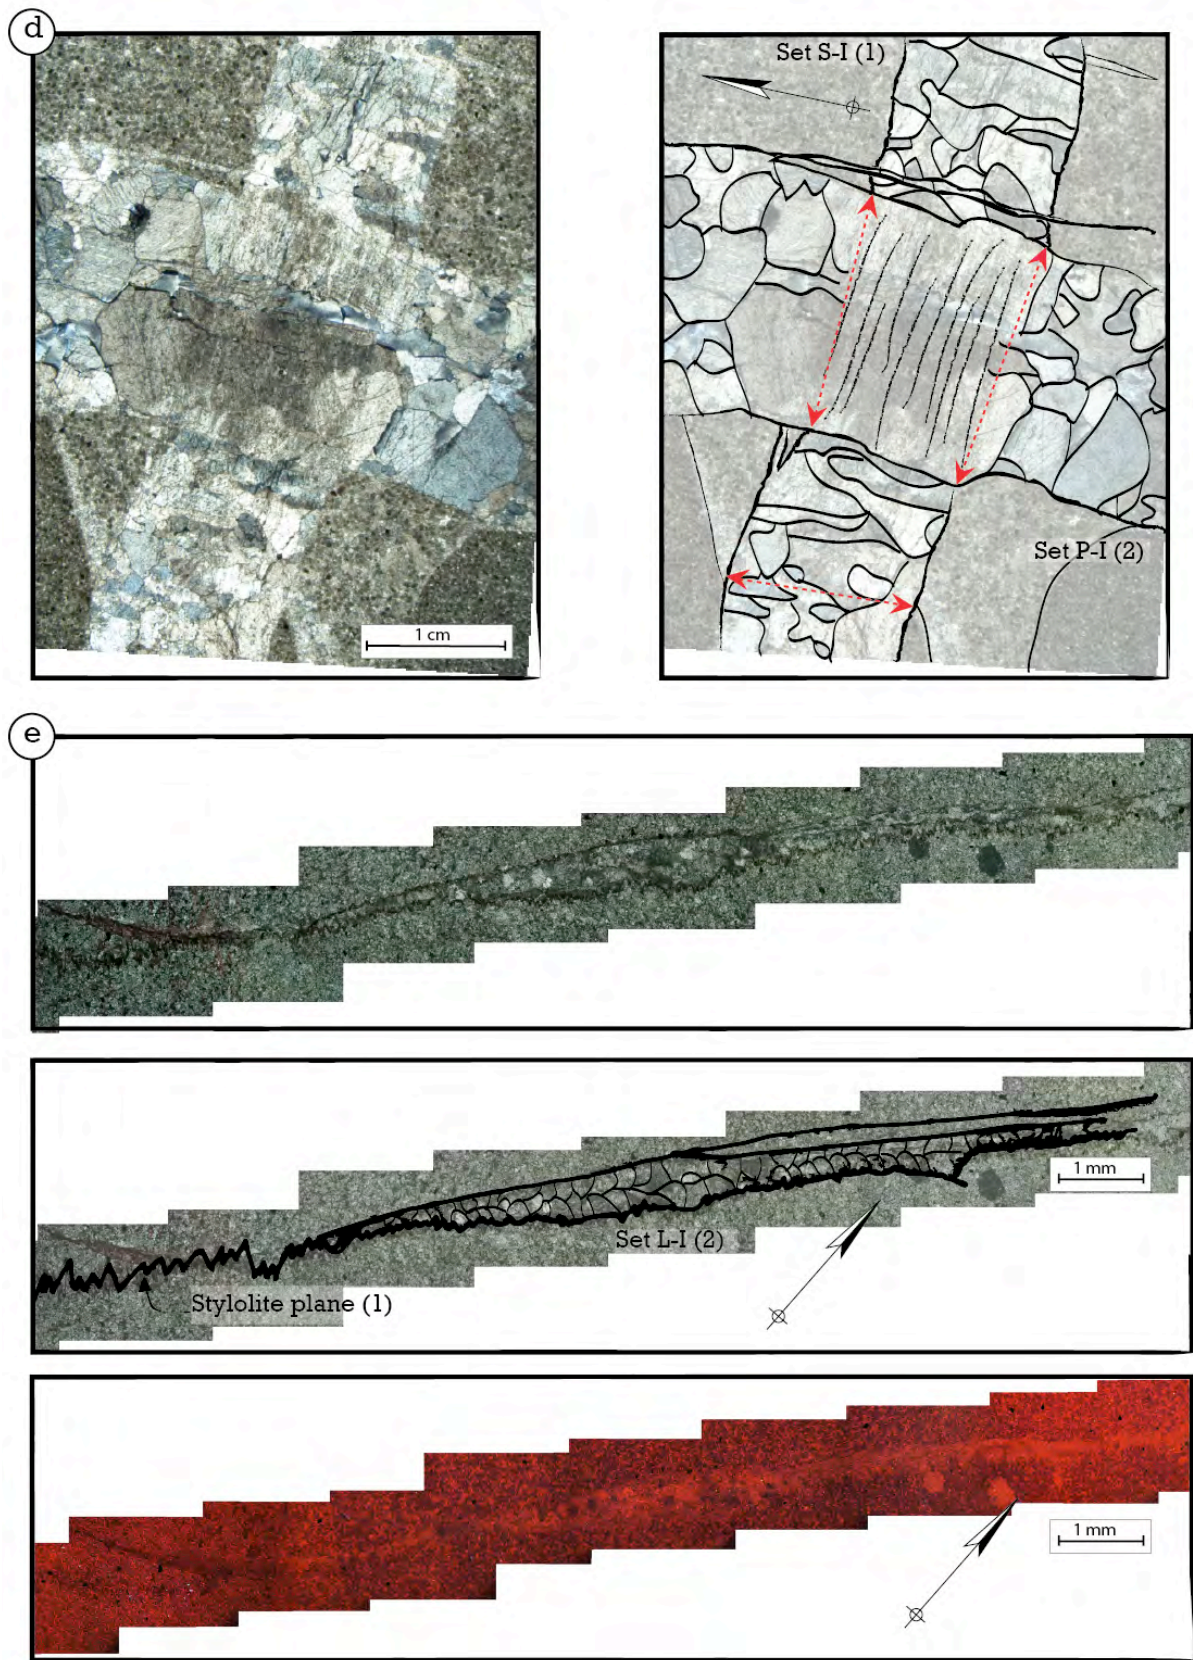 d
Set S-I (1)
Set P-I (2)
1 cm
e
1 mm
Set L-I (2)
Stylolite plane (1)
1 mm